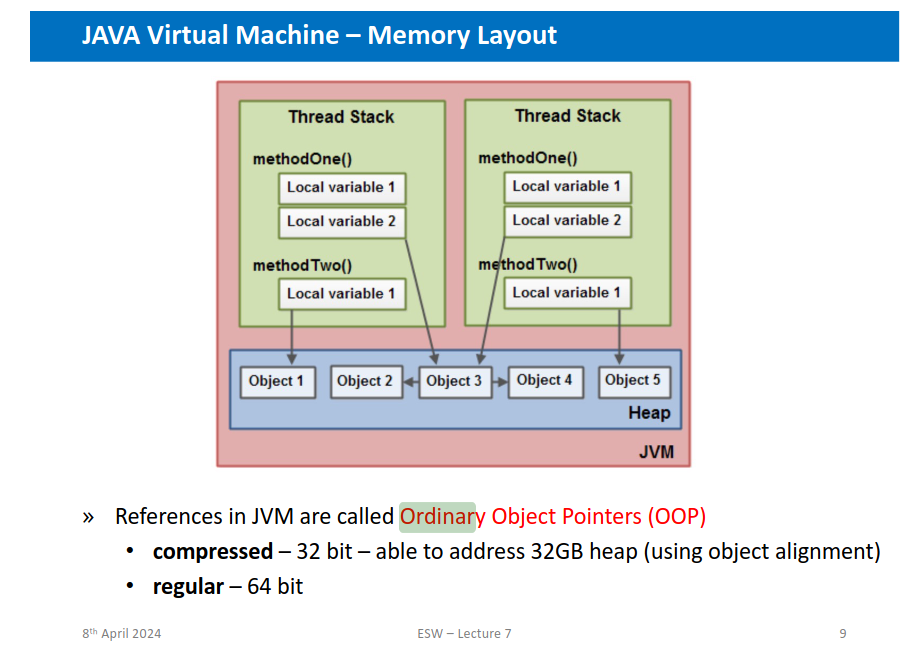 JAVA Virtual Machine – Memory Layout
Thread Stack
methodOne()
Local variable 1
Local variable 2
methodTwo()
Local variable 1
Thread Stack
methodOne()
Local variable 1
Local variable 2
methodTwo()
Local variable 1
Object 1
Object 2
Object 3
Object 4
Object 5
Heap
JVM
» References in JVM are called Ordinary Object Pointers (OOP)
• compressed – 32 bit – able to address 32GB heap (using object alignment)
• regular – 64 bit
8th April 2024
ESW – Lecture 7
9